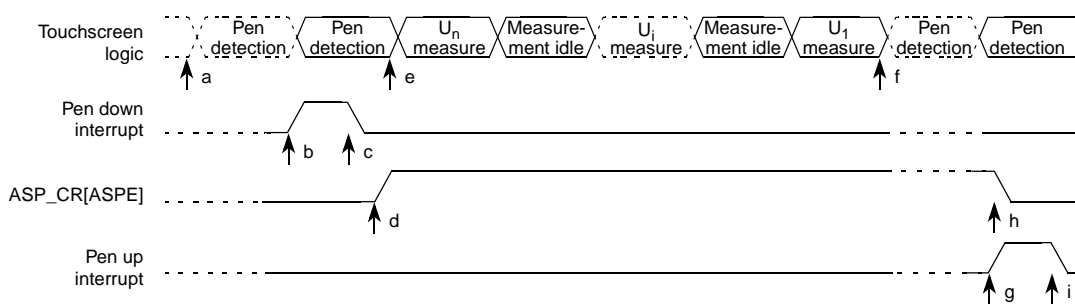 Touchscreen
logic
Pen
detection
Pen
detection
Un
measure
Measure-
ment idle
Ui
measure
Measure-
ment idle
U1
measure
Pen
detection
Pen
detection
a
e
f
Pen down
interrupt
b
c
ASP_CR[ASPE]
d
h
Pen up
interrupt
g
i